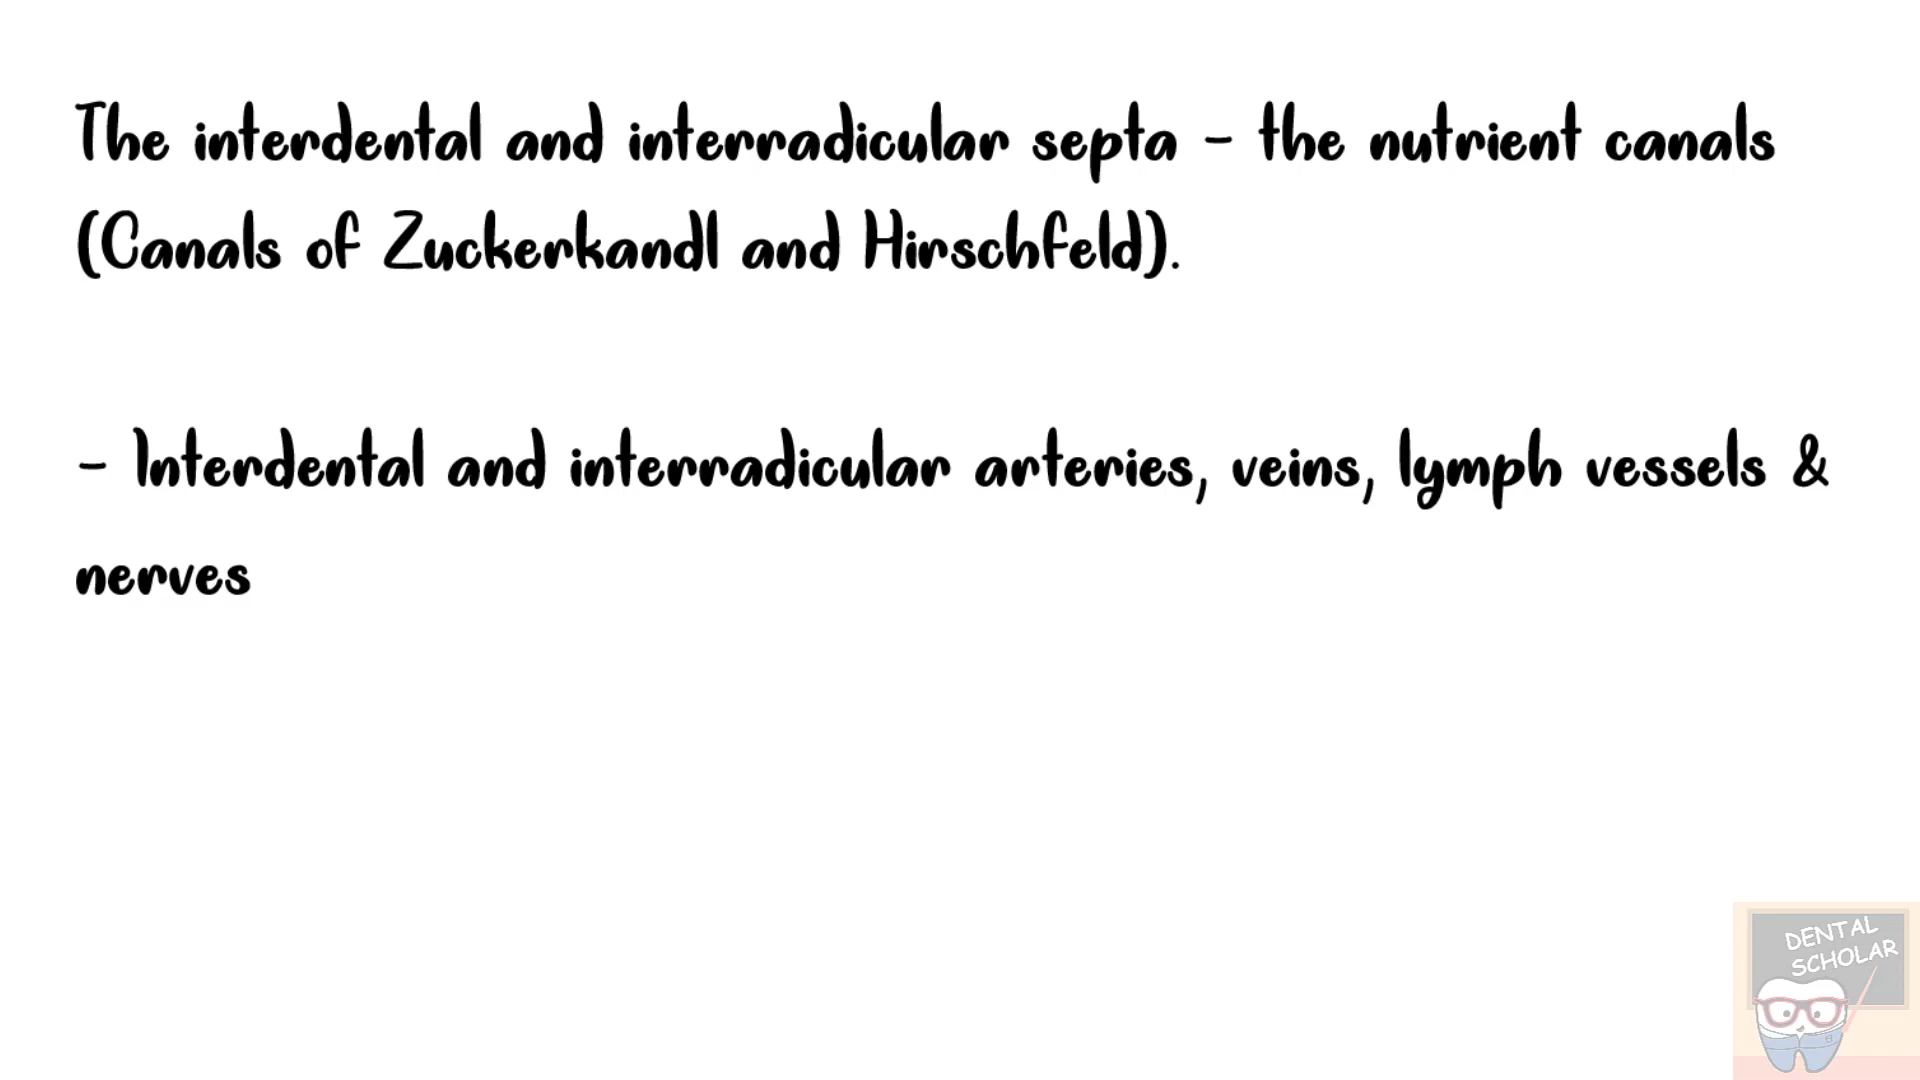 The interdental and interradicular septa - the nutrient canals
(Canals of Zuckerkandl and Hirschfeld).
- Interdental and interradicular arteries, veins, lymph vessels &
nerves
DENTAL
SCHOLAR